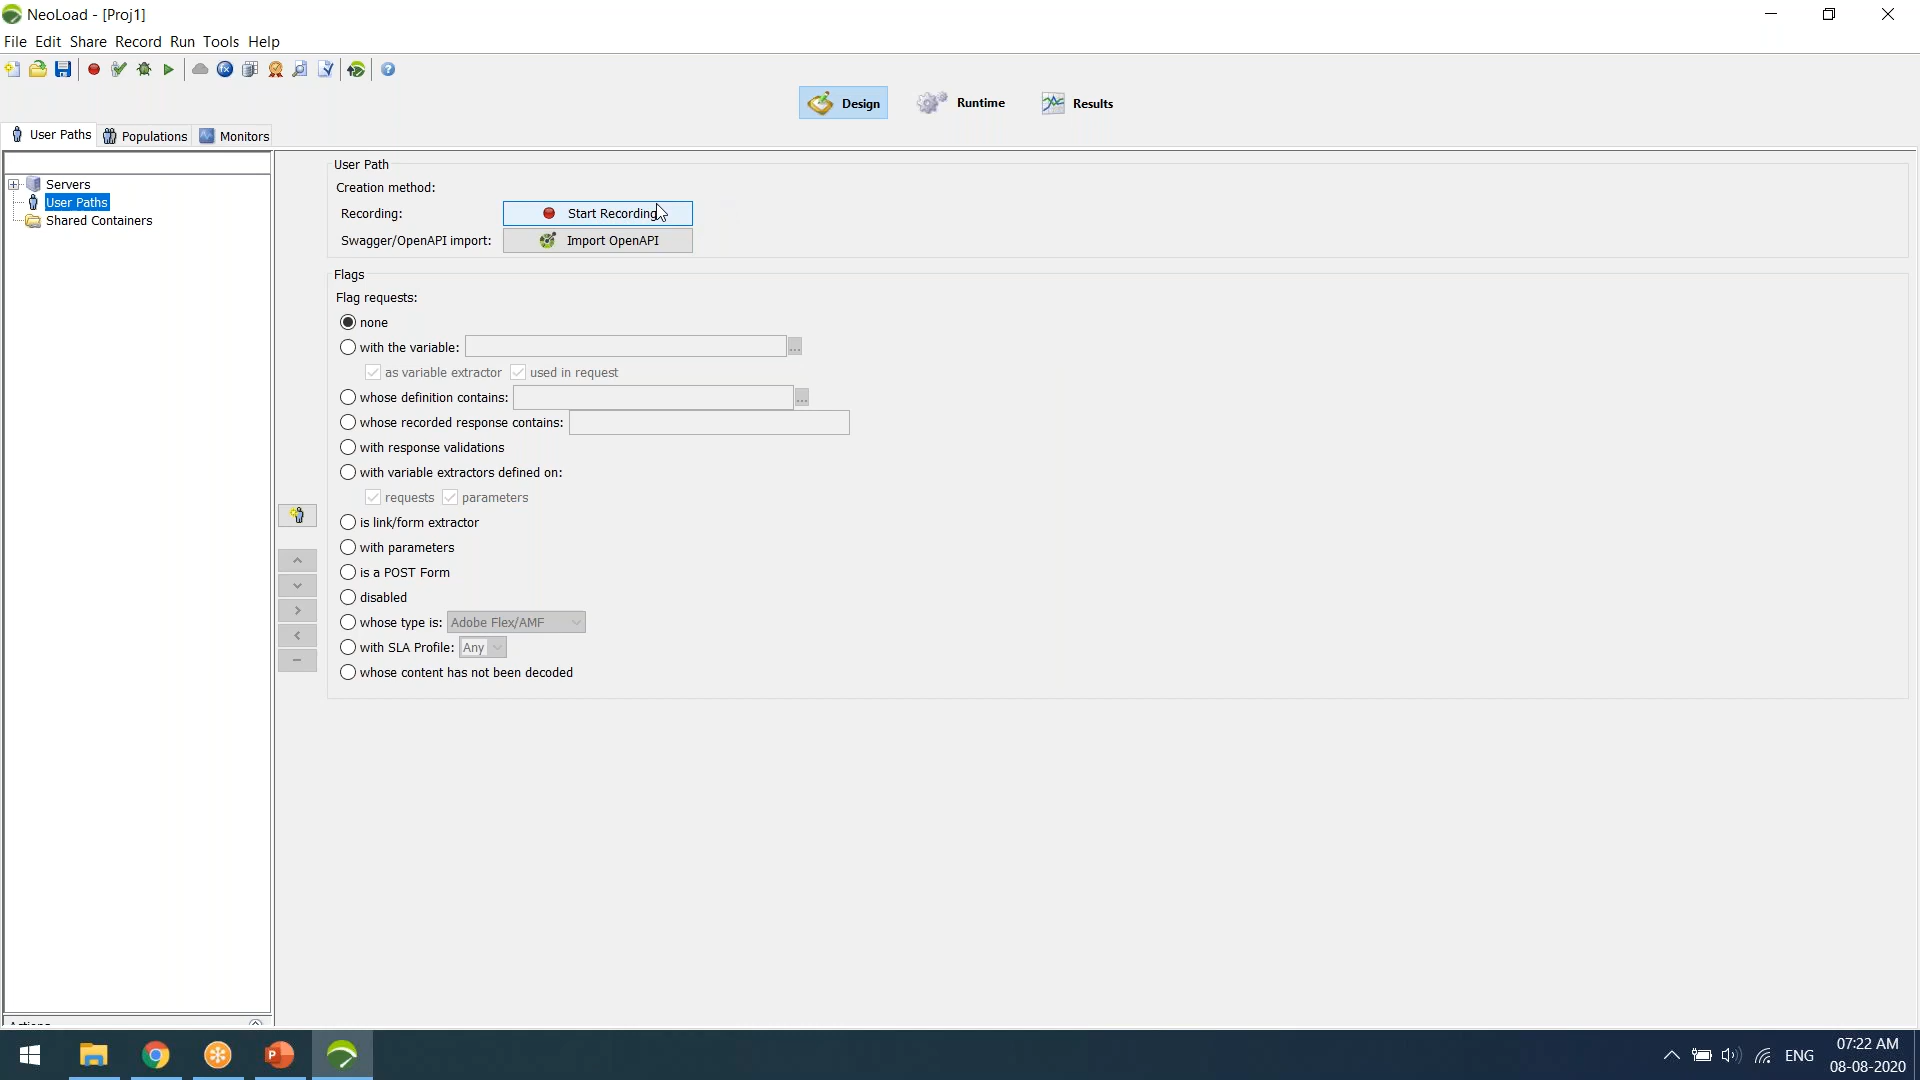 NeoLoad - [Proj1]
File Edit Share Record Run Tools Help
Design Runtime Results
User Paths Populations Monitors
Servers
User Paths
Shared Containers
User Path
Creation method:
Recording: Start Recording
Swagger/OpenAPI import: Import OpenAPI
Flags
Flag requests:
none
with the variable: ...
as variable extractor used in request
whose definition contains: ...
whose recorded response contains:
with response validations
with variable extractors defined on:
requests parameters
is link/form extractor
with parameters
is a POST Form
disabled
whose type is: Adobe Flex/AMF
with SLA Profile: Any
whose content has not been decoded
ENG
07:22 AM
08-08-2020